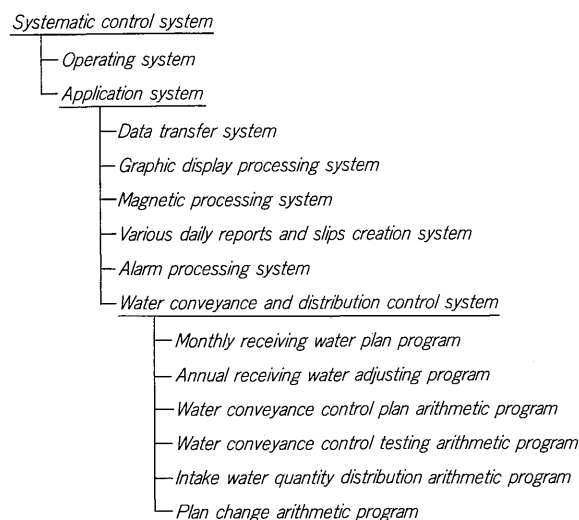 Systematic control system
Operating system
Application system
Data transfer system
Graphic display processing system
Magnetic processing system
Various daily reports and slips creation system
Alarm processing system
Water conveyance and distribution control system
Monthly receiving water plan program
Annual receiving water adjusting program
Water conveyance control plan arithmetic program
Water conveyance control testing arithmetic program
Intake water quantity distribution arithmetic program
Plan change arithmetic program